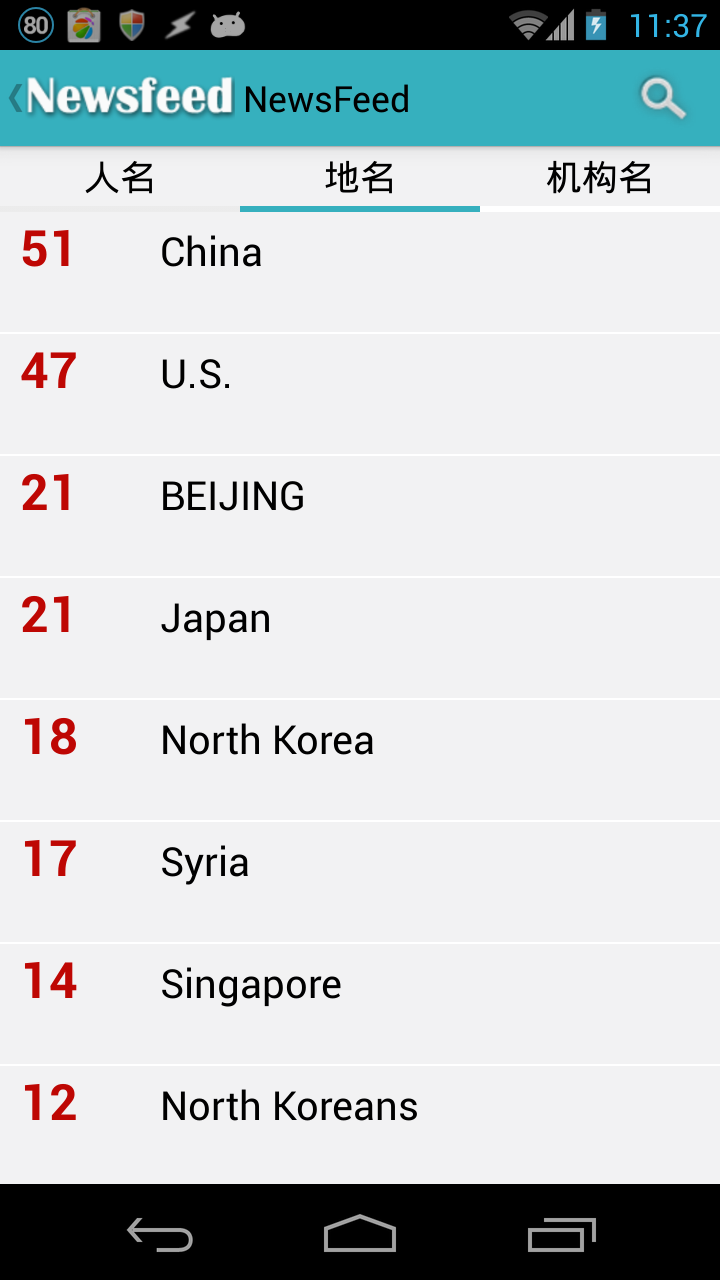 80 11:37
Newsfeed NewsFeed
人名 地名 机构名
51 China
47 U.S.
21 BEIJING
21 Japan
18 North Korea
17 Syria
14 Singapore
12 North Koreans